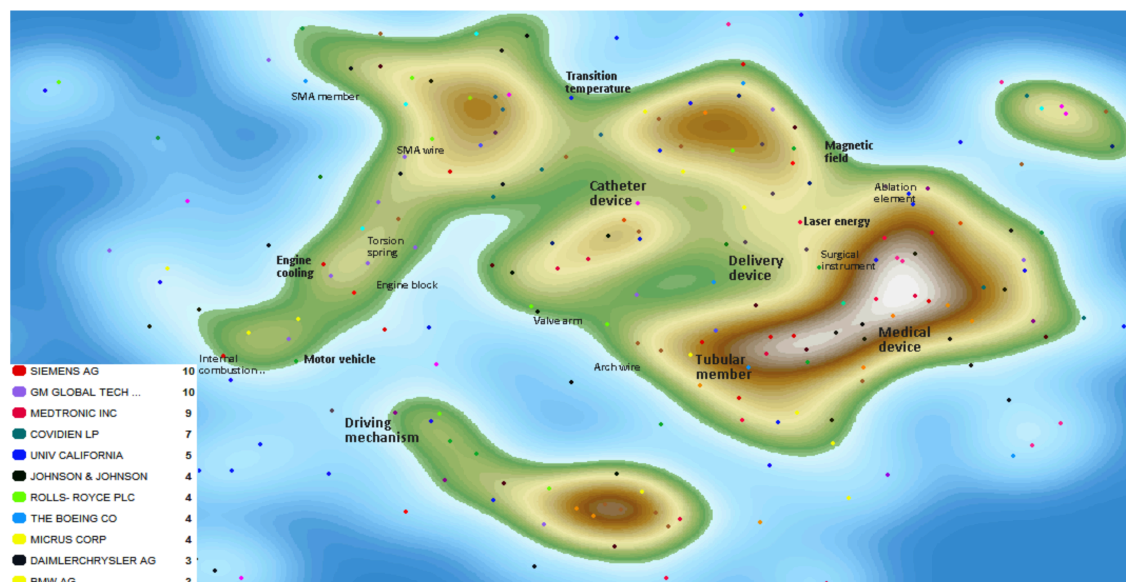 Transition
temperature
SMA member
SMA wire
Magnetic
field
Catheter
device
Ablation
element
Laser energy
Torsion
spring
Engine
cooling
Delivery
device
Surgical
instrument
Engine block
Valve arm
Medical
device
Internal
combustion...
Motor vehicle
Arch wire
Tubular
member
Driving
mechanism
SIEMENS AG 10
GM GLOBAL TECH ... 10
MEDTRONIC INC 9
COVIDIEN LP 7
UNIV CALIFORNIA 5
JOHNSON & JOHNSON 4
ROLLS- ROYCE PLC 4
THE BOEING CO 4
MICRUS CORP 4
DAIMLERCHRYSLER AG 3
BMW AG